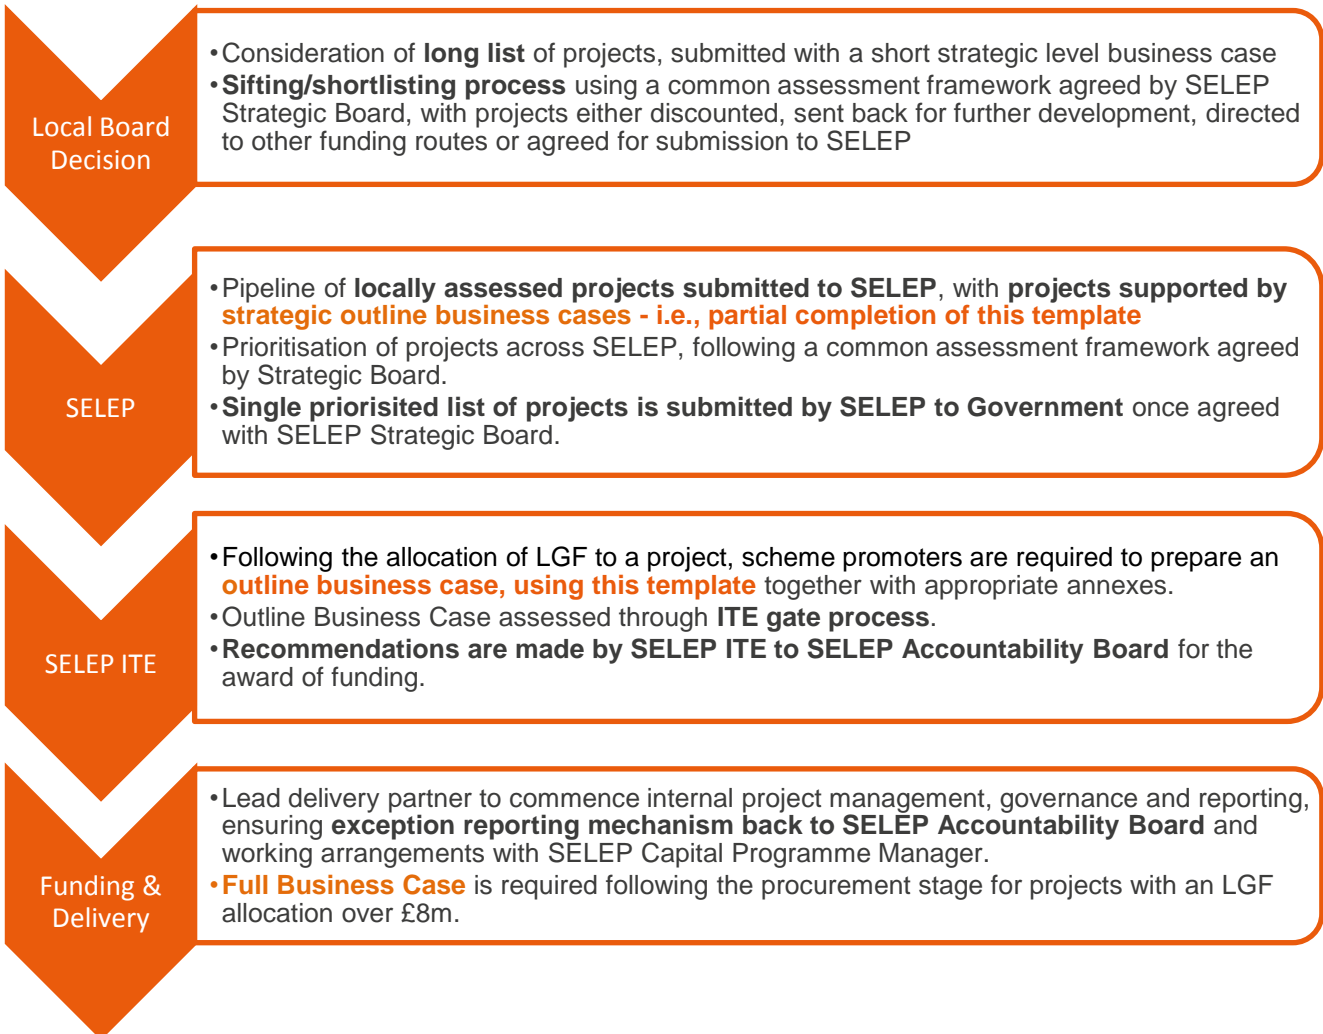 Local Board
Decision
•Consideration of long list of projects, submitted with a short strategic level business case
•Sifting/shortlisting process using a common assessment framework agreed by SELEP
Strategic Board, with projects either discounted, sent back for further development, directed
to other funding routes or agreed for submission to SELEP
SELEP
•Pipeline of locally assessed projects submitted to SELEP, with projects supported by
strategic outline business cases - i.e., partial completion of this template
•Prioritisation of projects across SELEP, following a common assessment framework agreed
by Strategic Board.
•Single priorisited list of projects is submitted by SELEP to Government once agreed
with SELEP Strategic Board.
SELEP ITE
•Following the allocation of LGF to a project, scheme promoters are required to prepare an
outline business case, using this template together with appropriate annexes.
•Outline Business Case assessed through ITE gate process.
•Recommendations are made by SELEP ITE to SELEP Accountability Board for the
award of funding.
Funding &
Delivery
•Lead delivery partner to commence internal project management, governance and reporting,
ensuring exception reporting mechanism back to SELEP Accountability Board and
working arrangements with SELEP Capital Programme Manager.
•Full Business Case is required following the procurement stage for projects with an LGF
allocation over £8m.